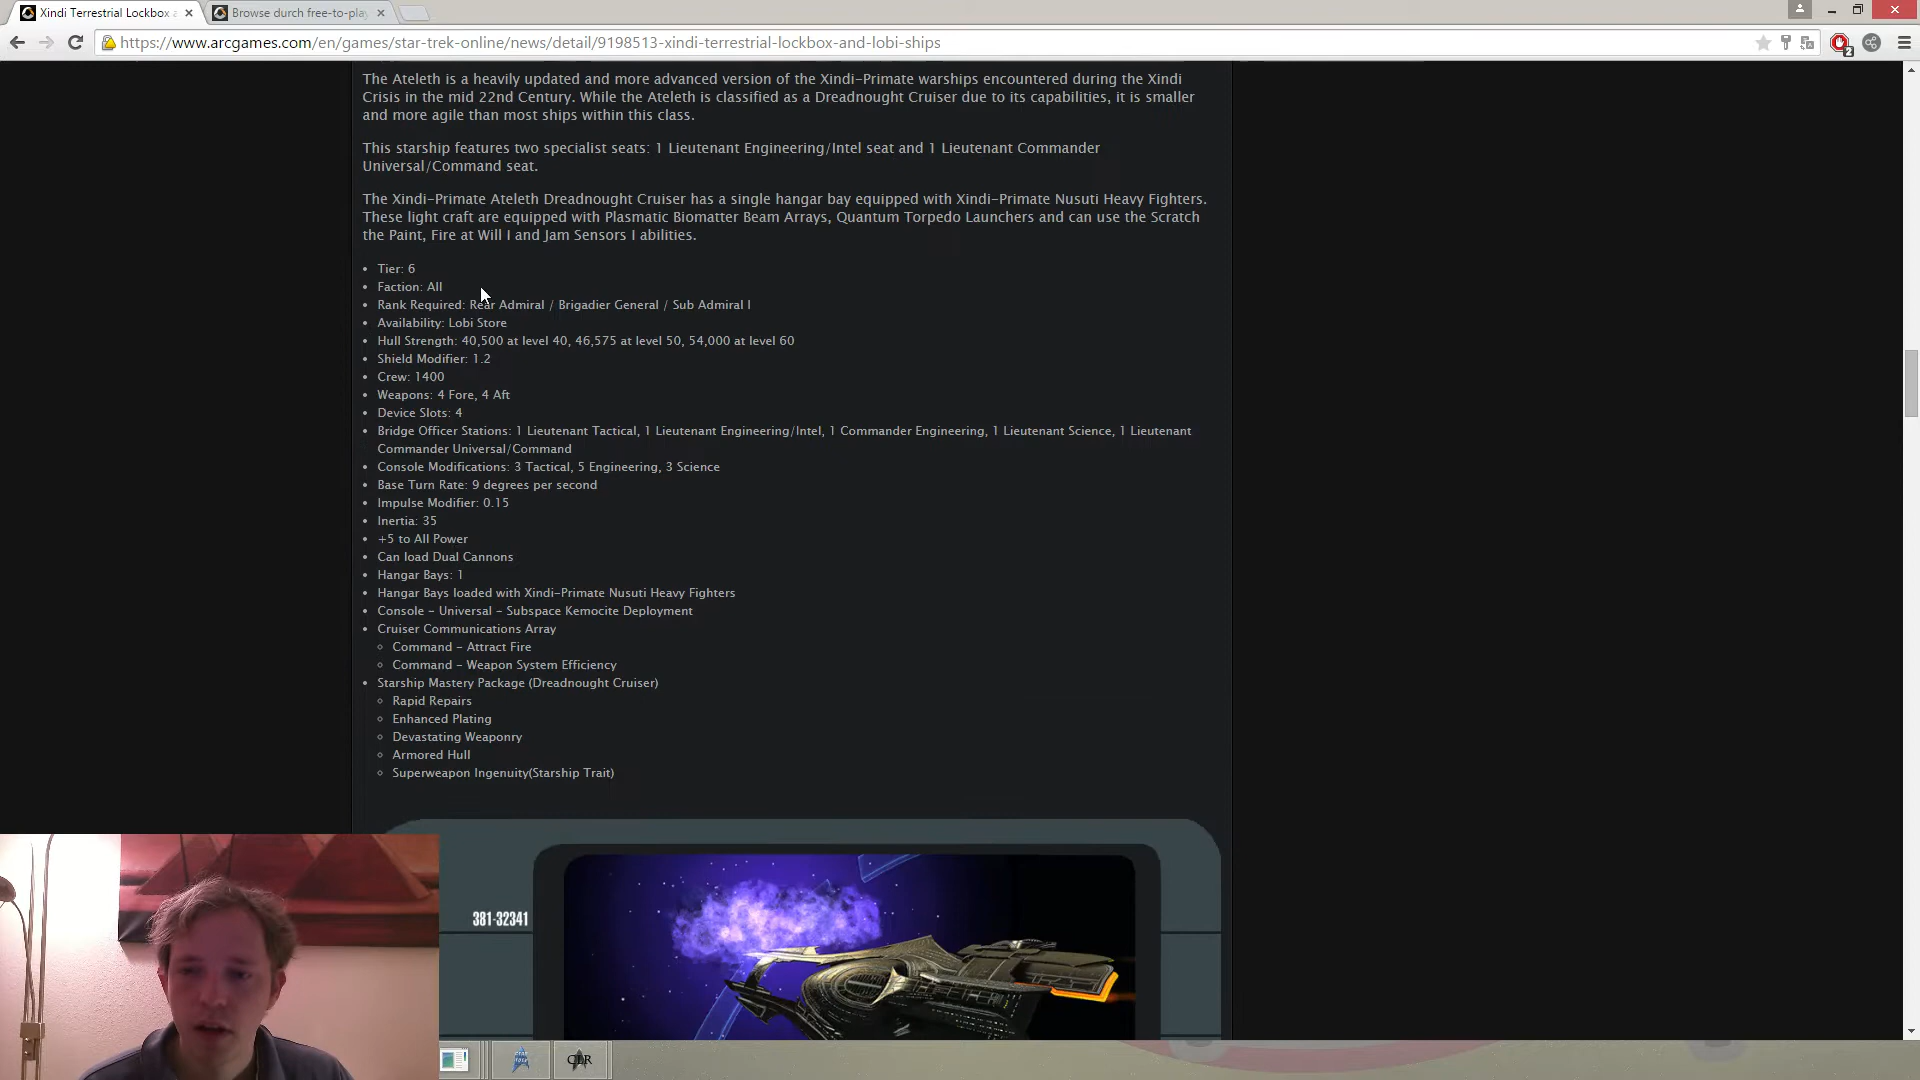 Xindi Terrestrial Lockbox a
Browse durch free-to-pla
https://www.arcgames.com/en/games/star-trek-online/news/detail/9198513-xindi-terrestrial-lockbox-and-lobi-ships
2
The Ateleth is a heavily updated and more advanced version of the Xindi-Primate warships encountered during the Xindi
Crisis in the mid 22nd Century. While the Ateleth is classified as a Dreadnought Cruiser due to its capabilities, it is smaller
and more agile than most ships within this class.
This starship features two specialist seats: 1 Lieutenant Engineering/Intel seat and 1 Lieutenant Commander
Universal/Command seat.
The Xindi-Primate Ateleth Dreadnought Cruiser has a single hangar bay equipped with Xindi-Primate Nusuti Heavy Fighters.
These light craft are equipped with Plasmatic Biomatter Beam Arrays, Quantum Torpedo Launchers and can use the Scratch
the Paint, Fire at Will I and Jam Sensors I abilities.
Tier: 6
Faction: All
Rank Required: Rear Admiral / Brigadier General / Sub Admiral I
Availability: Lobi Store
Hull Strength: 40,500 at level 40, 46,575 at level 50, 54,000 at level 60
Shield Modifier: 1.2
Crew: 1400
Weapons: 4 Fore, 4 Aft
Device Slots: 4
Bridge Officer Stations: 1 Lieutenant Tactical, 1 Lieutenant Engineering/Intel, 1 Commander Engineering, 1 Lieutenant Science, 1 Lieutenant
Commander Universal/Command
Console Modifications: 3 Tactical, 5 Engineering, 3 Science
Base Turn Rate: 9 degrees per second
Impulse Modifier: 0.15
Inertia: 35
+5 to All Power
Can load Dual Cannons
Hangar Bays: 1
Hangar Bays loaded with Xindi-Primate Nusuti Heavy Fighters
Console - Universal - Subspace Kemocite Deployment
Cruiser Communications Array
Command - Attract Fire
Command - Weapon System Efficiency
Starship Mastery Package (Dreadnought Cruiser)
Rapid Repairs
Enhanced Plating
Devastating Weaponry
Armored Hull
Superweapon Ingenuity(Starship Trait)
381-32341
CLR